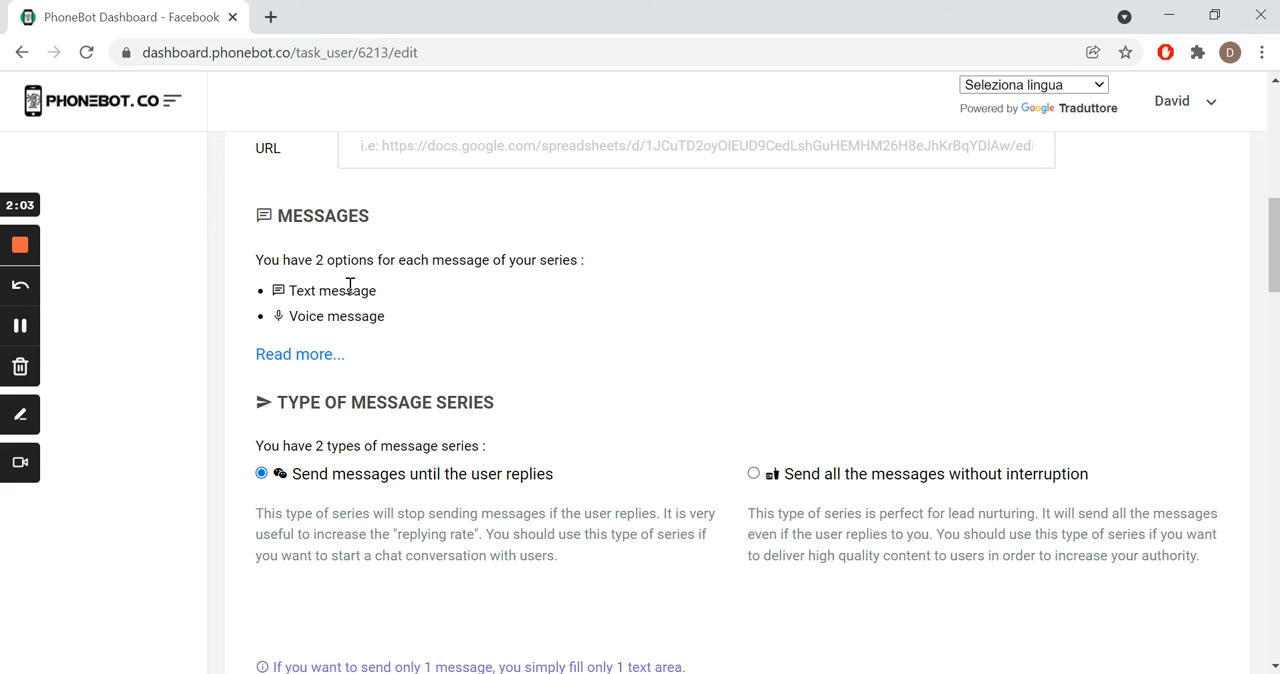 PhoneBot Dashboard - Facebook
dashboard.phonebot.co/task_user/6213/edit
D
PHONEBOT.CO
Seleziona lingua
Powered by Google Traduttore
David
URL
i.e: https://docs.google.com/spreadsheets/d/1JCuTD2oyOIEUD9CedLshGuHEMHM26H8eJhKrBqYDIAw/edi
2:03
MESSAGES
You have 2 options for each message of your series :
Text message
Voice message
Read more...
TYPE OF MESSAGE SERIES
You have 2 types of message series :
Send messages until the user replies
This type of series will stop sending messages if the user replies. It is very
useful to increase the "replying rate". You should use this type of series if
you want to start a chat conversation with users.
Send all the messages without interruption
This type of series is perfect for lead nurturing. It will send all the messages
even if the user replies to you. You should use this type of series if you want
to deliver high quality content to users in order to increase your authority.
If you want to send only 1 message, you simply fill only 1 text area.